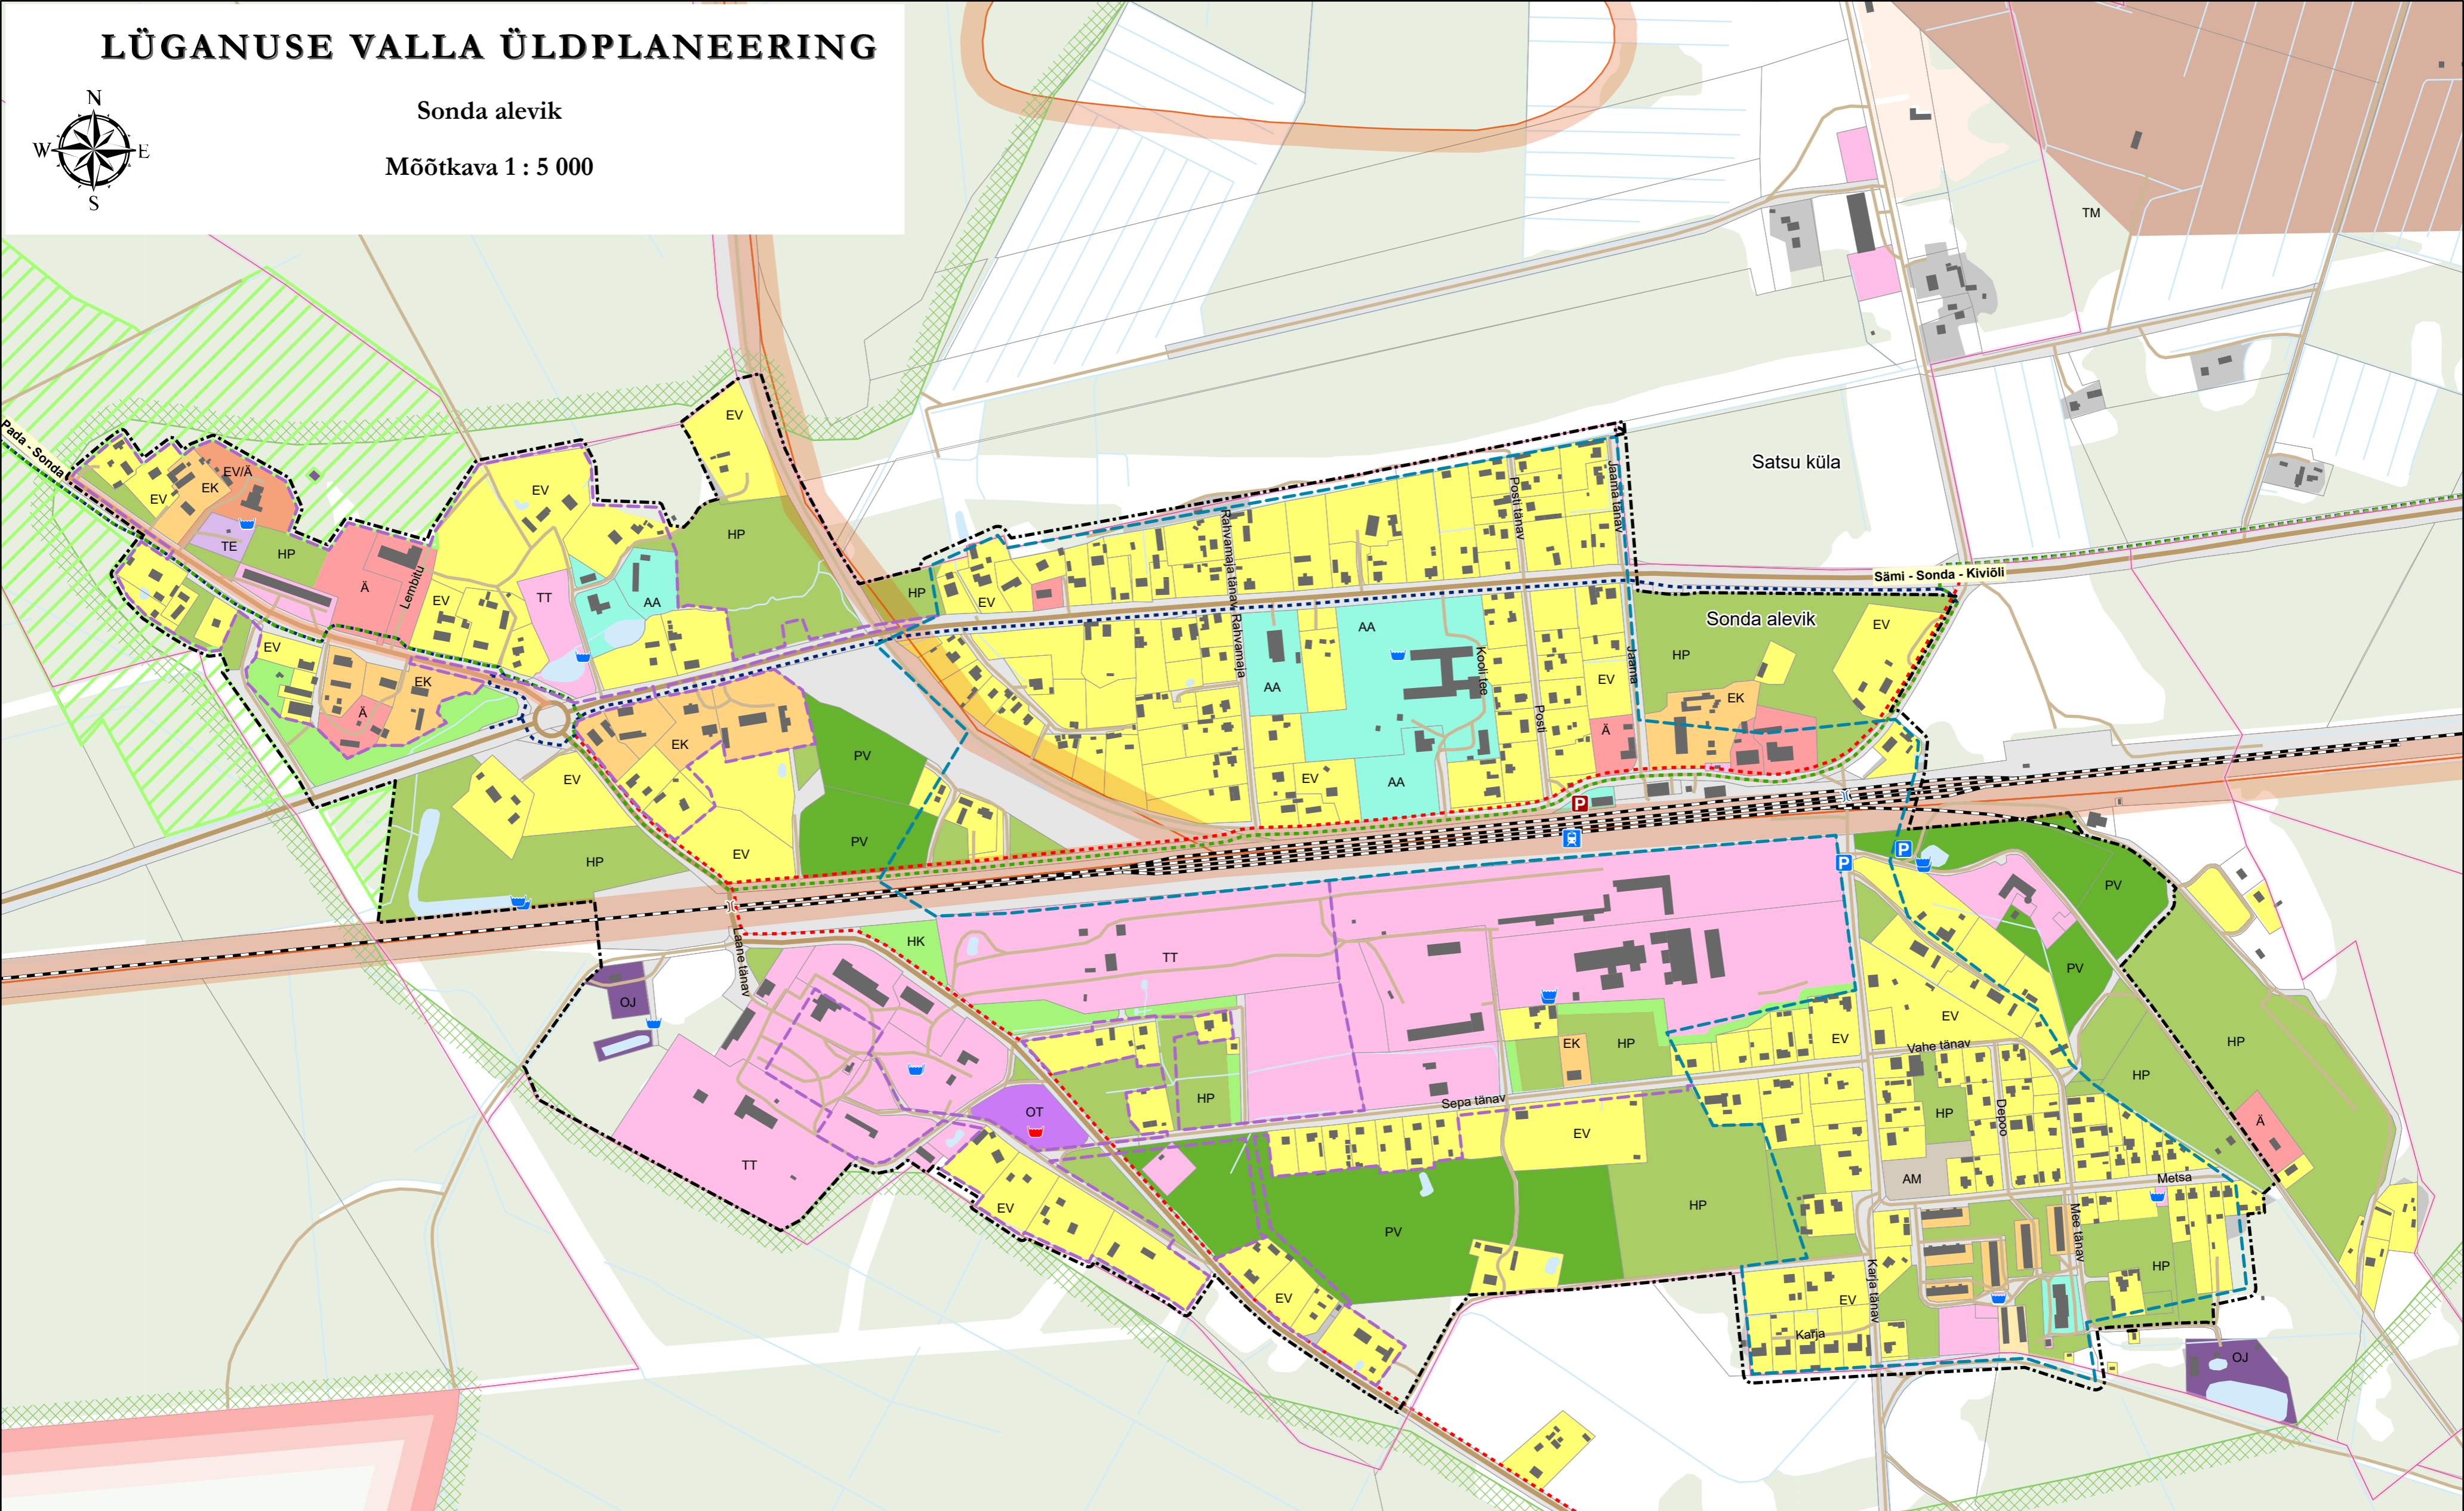 LÜGANUSE VALLA ÜLDPLANEERING
Sonda alevik
Mõõtkava 1 : 5 000
N
W
E
S
TM
Pada - Sonda
EV
EV/Ä
EK
EV
EV
TE
HP
HP
Satsu küla
Posti tänav
Jaama tänav
Rahvamaja tänav
Lembitu
Ä
EV
TT
AA
HP
EV
Sämi - Sonda - Kiviõli
Sonda alevik
EV
AA
HP
EV
EK
Ä
Rahvamaja
AA
Kooli tee
Posti
EV
Jaama
EK
Ä
EK
EV
PV
EV
AA
HP
EV
PV
P
P
P
PV
Laane tänav
HK
TT
PV
OJ
EV
EK
HP
EV
Vahe tänav
HP
HP
OT
HP
Sepa tänav
EV
HP
Depoo
Ä
TT
AM
Metsa
EV
PV
HP
Mee tänav
HP
EV
EV
Karja tänav
Karja
OJ